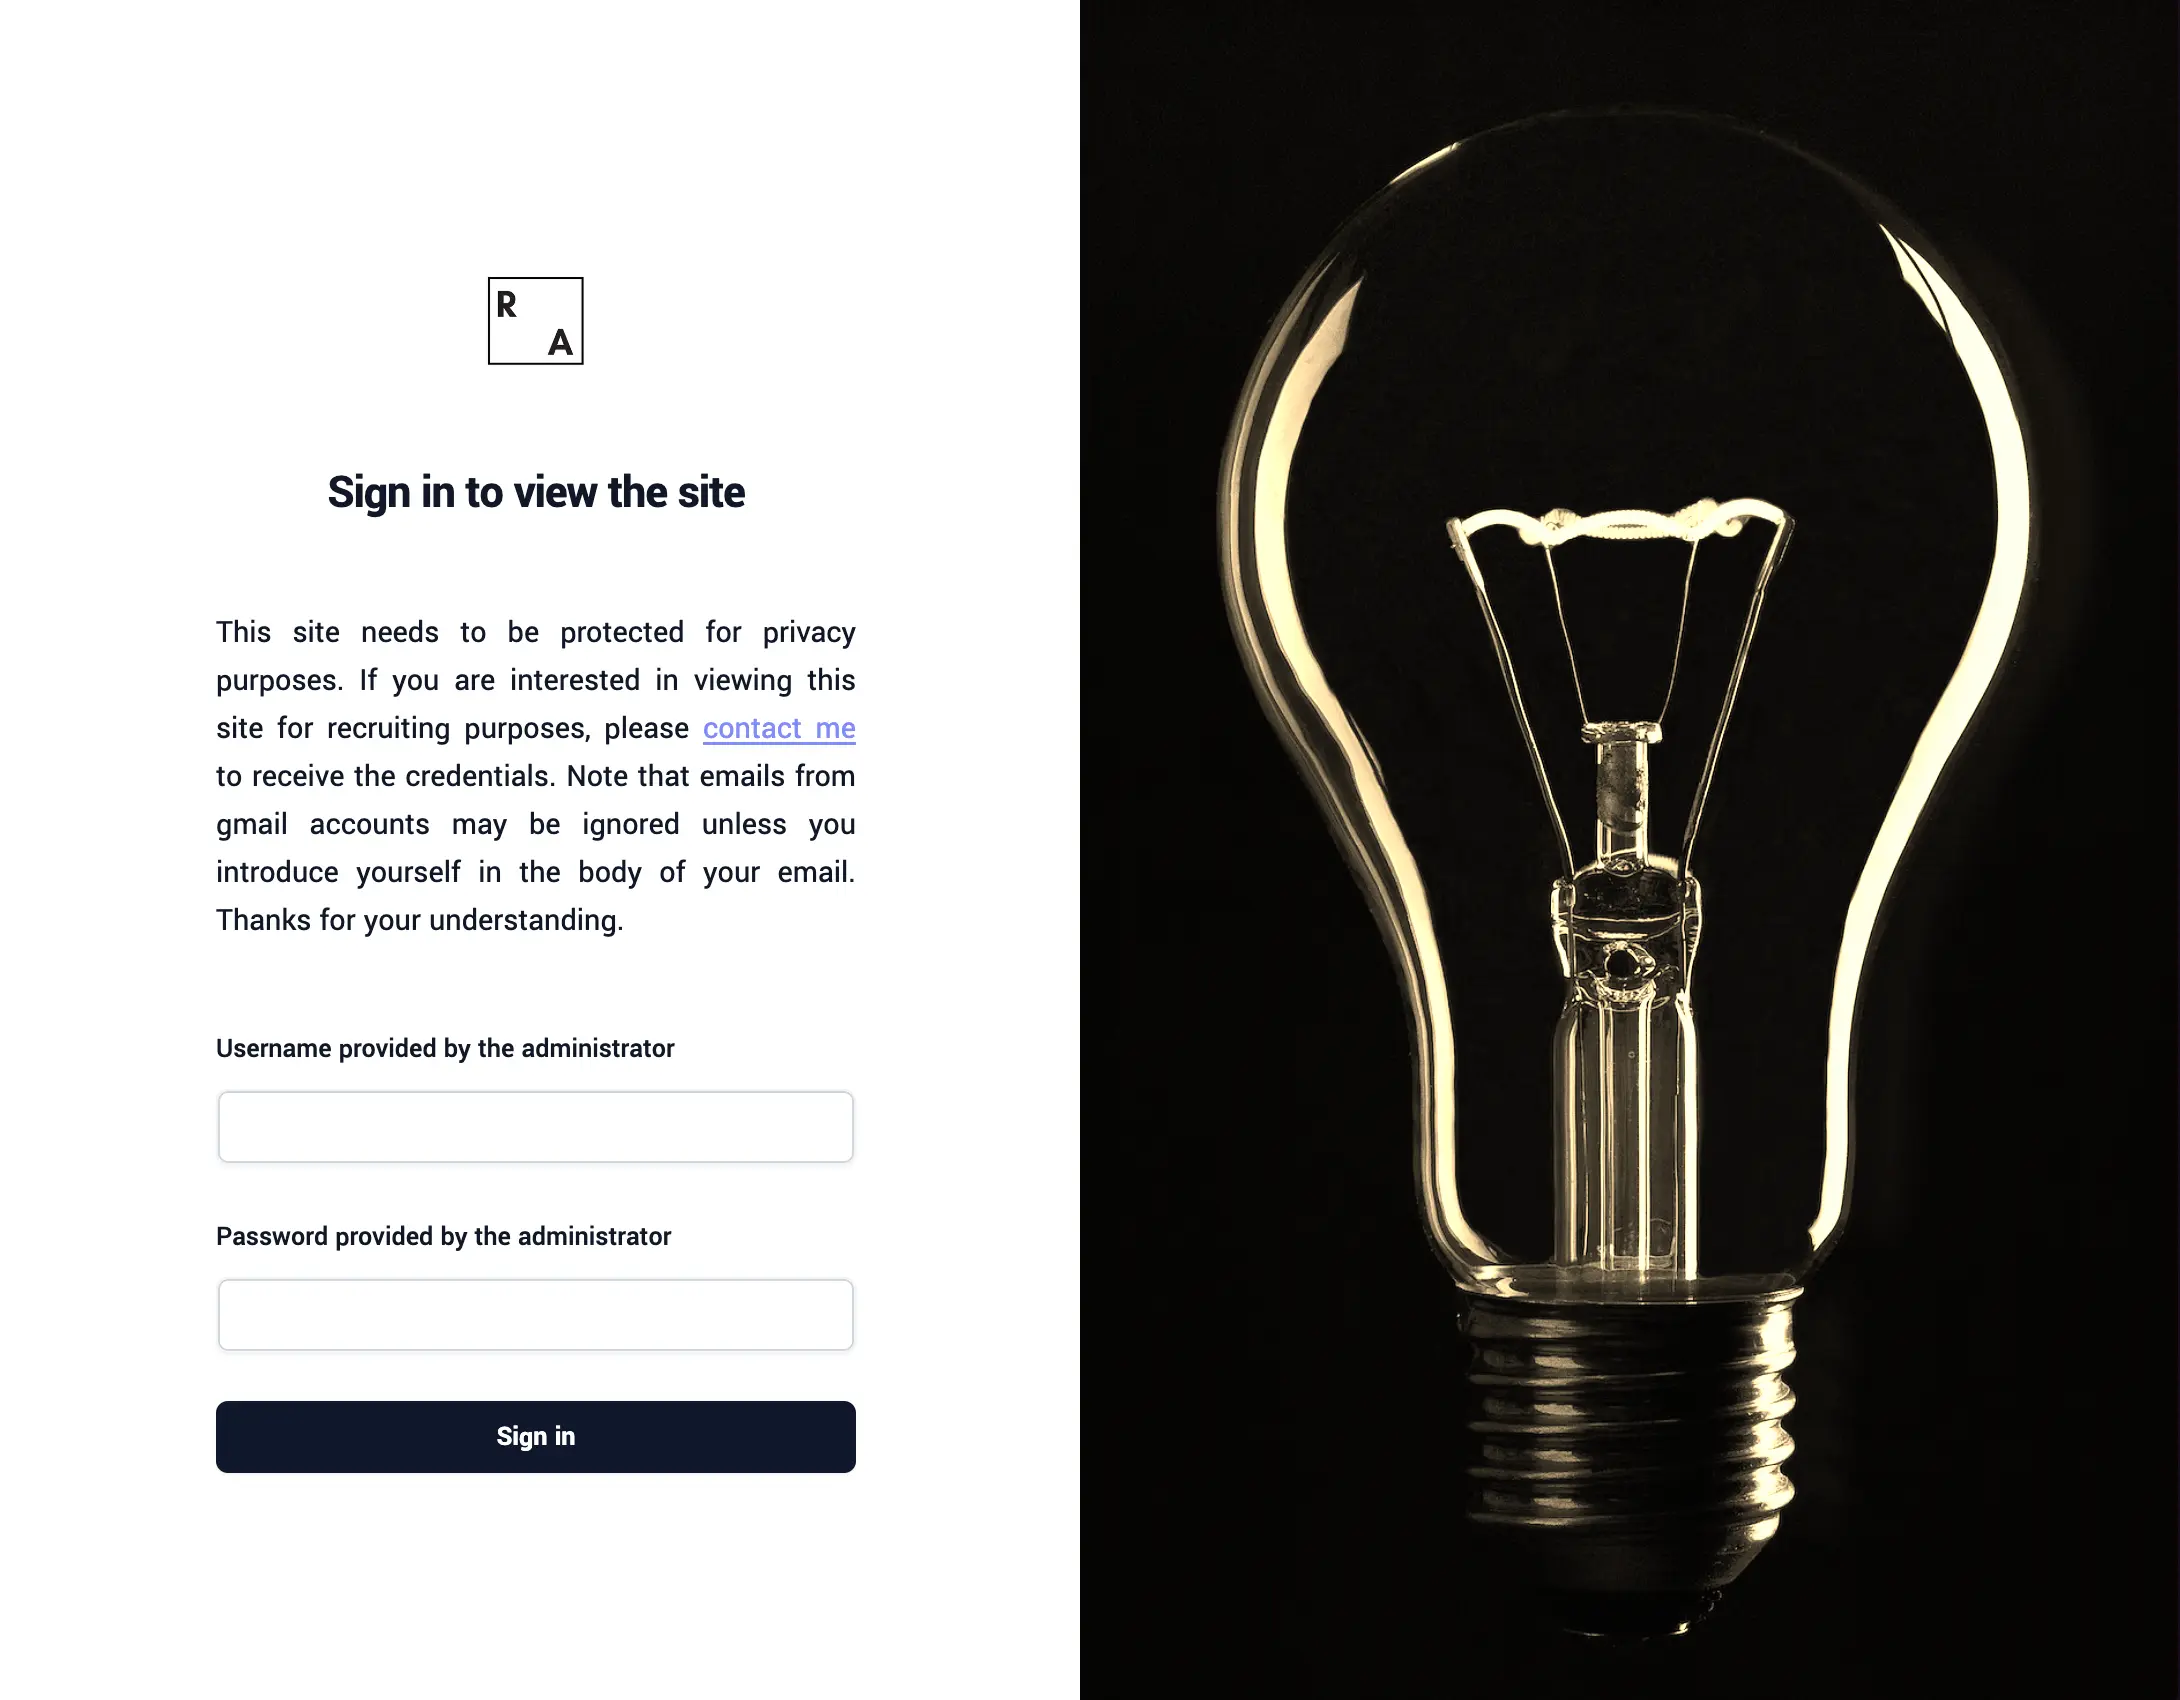 R
A
Sign in to view the site
This site needs to be protected for privacy
purposes. If you are interested in viewing this
site for recruiting purposes, please contact me
to receive the credentials. Note that emails from
gmail accounts may be ignored unless you
introduce yourself in the body of your email.
Thanks for your understanding.
Username provided by the administrator
Password provided by the administrator
Sign in